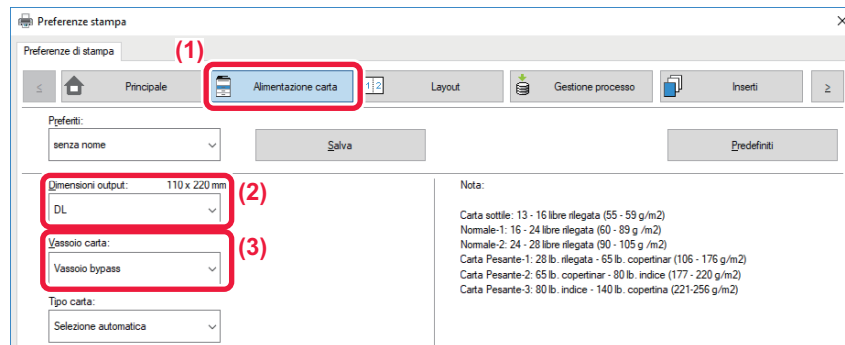 Preferenze stampa
Preferenze di stampa
(1)
≤ Principale Alimentazione carta 1 2 Layout Gestione processo Inserti ≥
Preferiti:
senza nome Salva Predefiniti
Dimensioni output: 110 x 220 mm
DL
(2)
Vassoio carta:
Vassoio bypass
(3)
Tipo carta:
Selezione automatica
Nota:
Carta sottile: 13 - 16 libre rilegata (55 - 59 g/m2)
Normale-1: 16 - 24 libre rilegata (60 - 89 g /m2)
Normale-2: 24 - 28 libre rilegata (90 - 105 g /m2)
Carta Pesante-1: 28 lb. rilegata - 65 lb. copertinar (106 - 176 g/m2)
Carta Pesante-2: 65 lb. copertinar - 80 lb. indice (177 - 220 g/m2)
Carta Pesante-3: 80 lb. indice - 140 lb. copertina (221-256 g/m2)